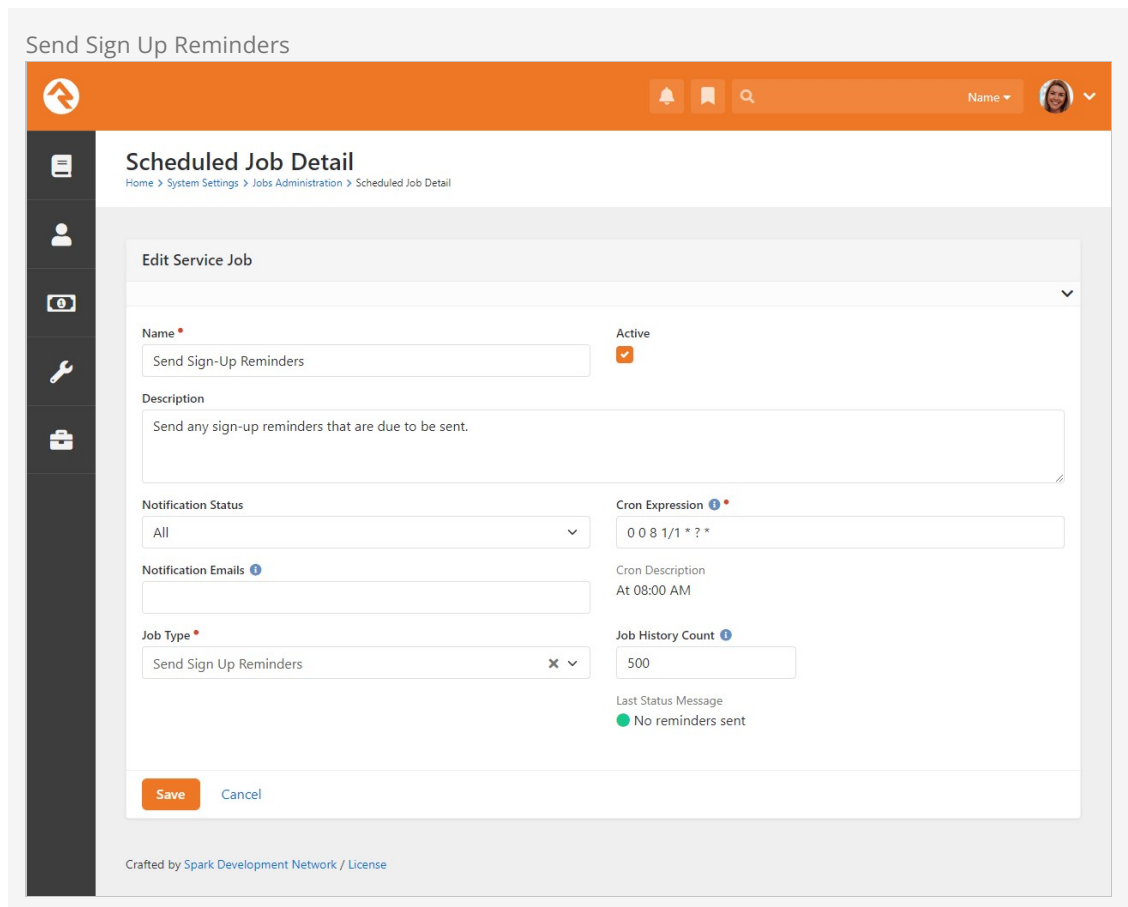 Send Sign Up Reminders
Name
Scheduled Job Detail
Home > System Settings > Jobs Administration > Scheduled Job Detail
Edit Service Job
Name
Active
Send Sign-Up Reminders
Description
Send any sign-up reminders that are due to be sent.
Notification Status
Cron Expression
All
0 0 8 1/1 * ? *
Notification Emails
Cron Description
At 08:00 AM
Job Type
Job History Count
Send Sign Up Reminders
500
Last Status Message
No reminders sent
Save
Cancel
Crafted by Spark Development Network / License